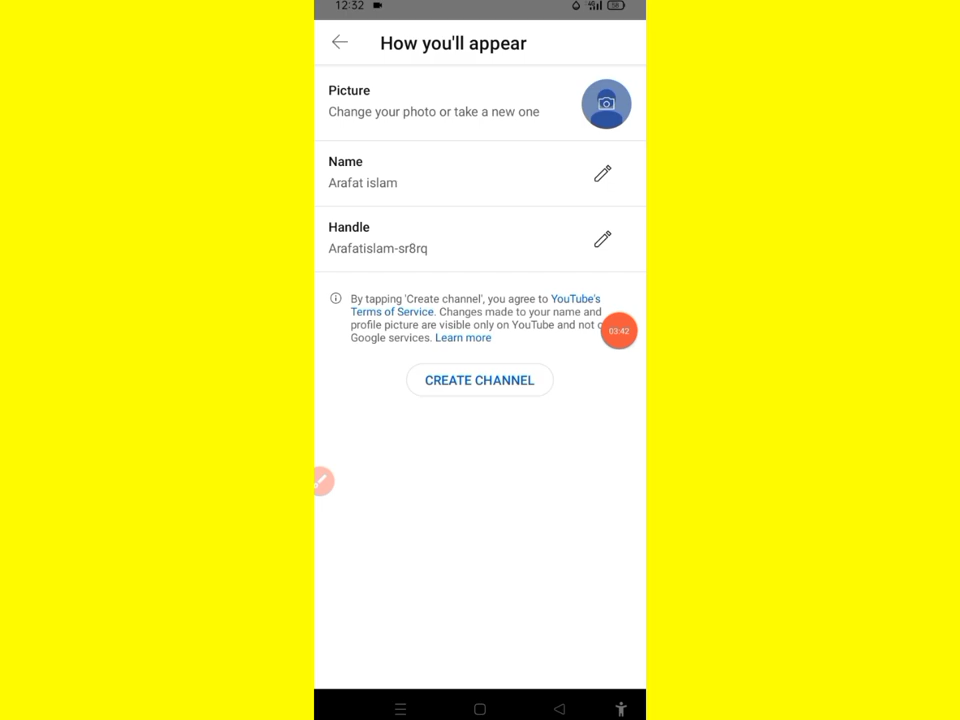 12:32
How you'll appear
Picture
Change your photo or take a new one
Name
Arafat islam
Handle
Arafatislam-sr8rq
By tapping 'Create channel', you agree to YouTube's
Terms of Service. Changes made to your name and
profile picture are visible only on YouTube and not
03:42
Google services. Learn more
CREATE CHANNEL